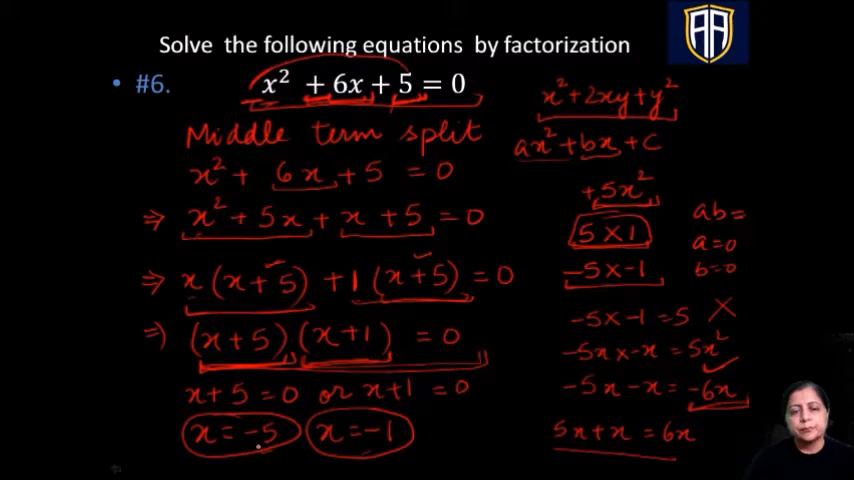 Solve the following equations by factorization
• #6. x² + 6x + 5 = 0
Middle term split
x² + 6x + 5 = 0
⇒ x² + 5x + x + 5 = 0
⇒ x(x+5) + 1(x+5) = 0
⇒ (x+5)(x+1) = 0
x+5 = 0 or x+1 = 0
x = -5 x = -1
x² + 2xy + y²
ax² + bx + c
+5x²
5 × 1
-5 × -1
-5 × -1 = 5 ×
-5x × -x = 5x² ✓
-5x - x = -6x
5x + x = 6x
ab =
a = 0
b = 0
AA